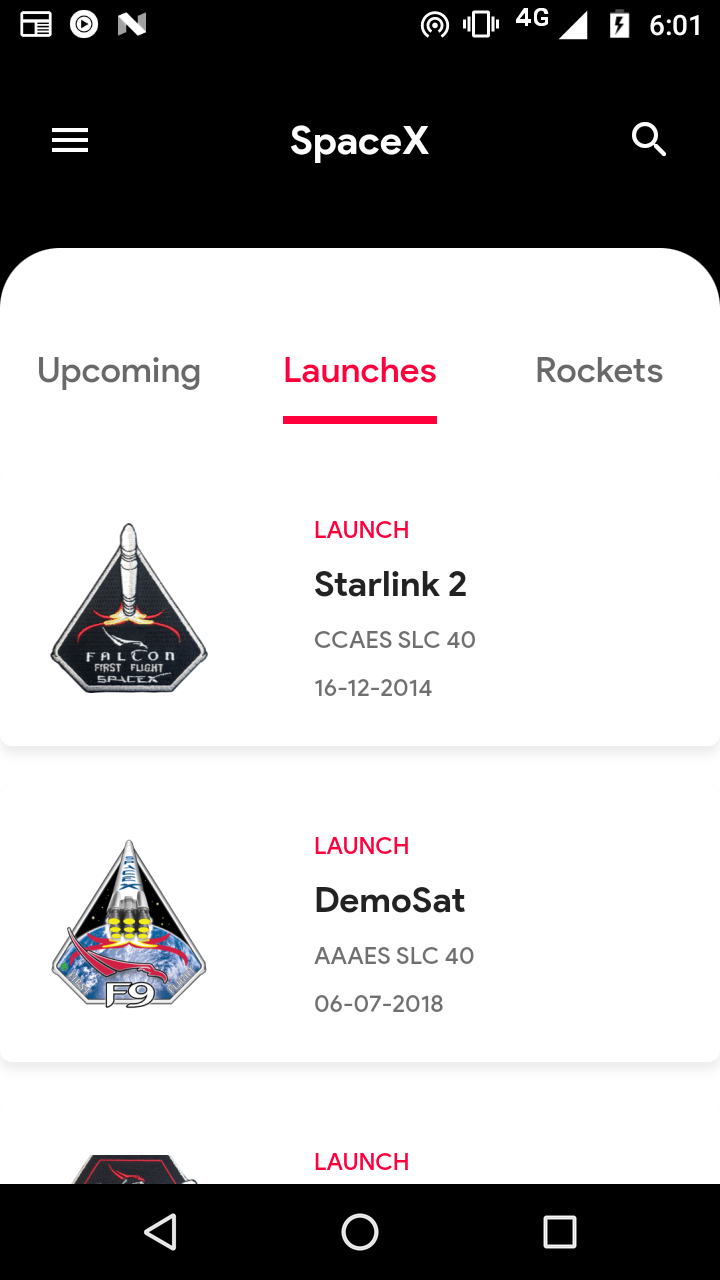 4G 6:01
SpaceX
Upcoming Launches Rockets
LAUNCH
Starlink 2
CCAES SLC 40
16-12-2014
FALCON
FIRST FLIGHT
SPACEX
LAUNCH
DemoSat
AAAES SLC 40
06-07-2018
SPACEX
F9
LAUNCH